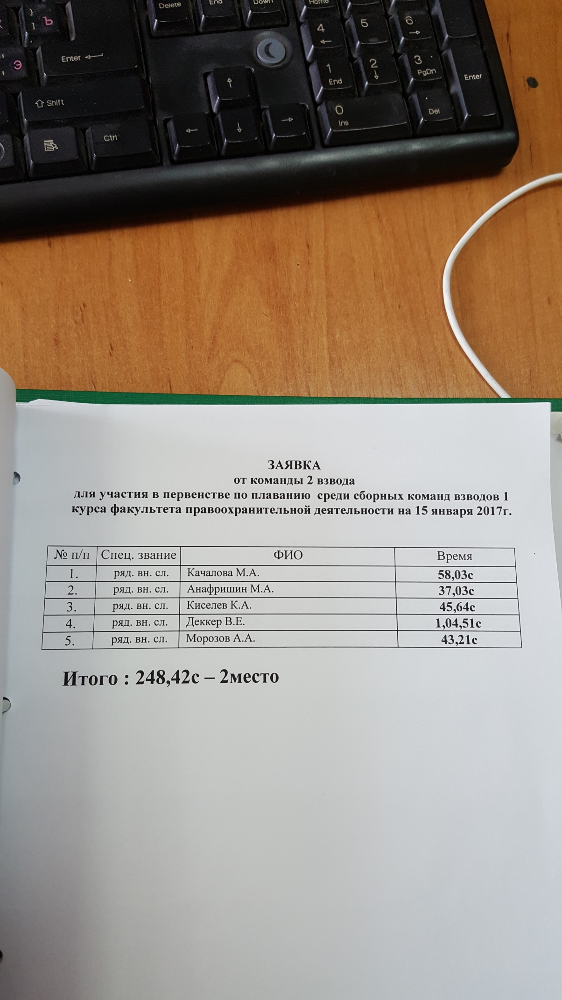 Delete
End
Down
Home
}
] Ъ
4
5
6
Enter
" Э
'
1
End
2
3
PgDn
Enter
Shift
0
Ins
.
Del
Ctrl
ЗАЯВКА
от команды 2 взвода
для участия в первенстве по плаванию среди сборных команд взводов 1
курса факультета правоохранительной деятельности на 15 января 2017г.
№ п/п Спец. звание ФИО Время
1. ряд. вн. сл. Качалова М.А. 58,03с
2. ряд. вн. сл. Анафришин М.А. 37,03с
3. ряд. вн. сл. Киселев К.А. 45,64с
4. ряд. вн. сл. Деккер В.Е. 1,04,51с
5. ряд. вн. сл. Морозов А.А. 43,21с
Итого : 248,42с – 2место